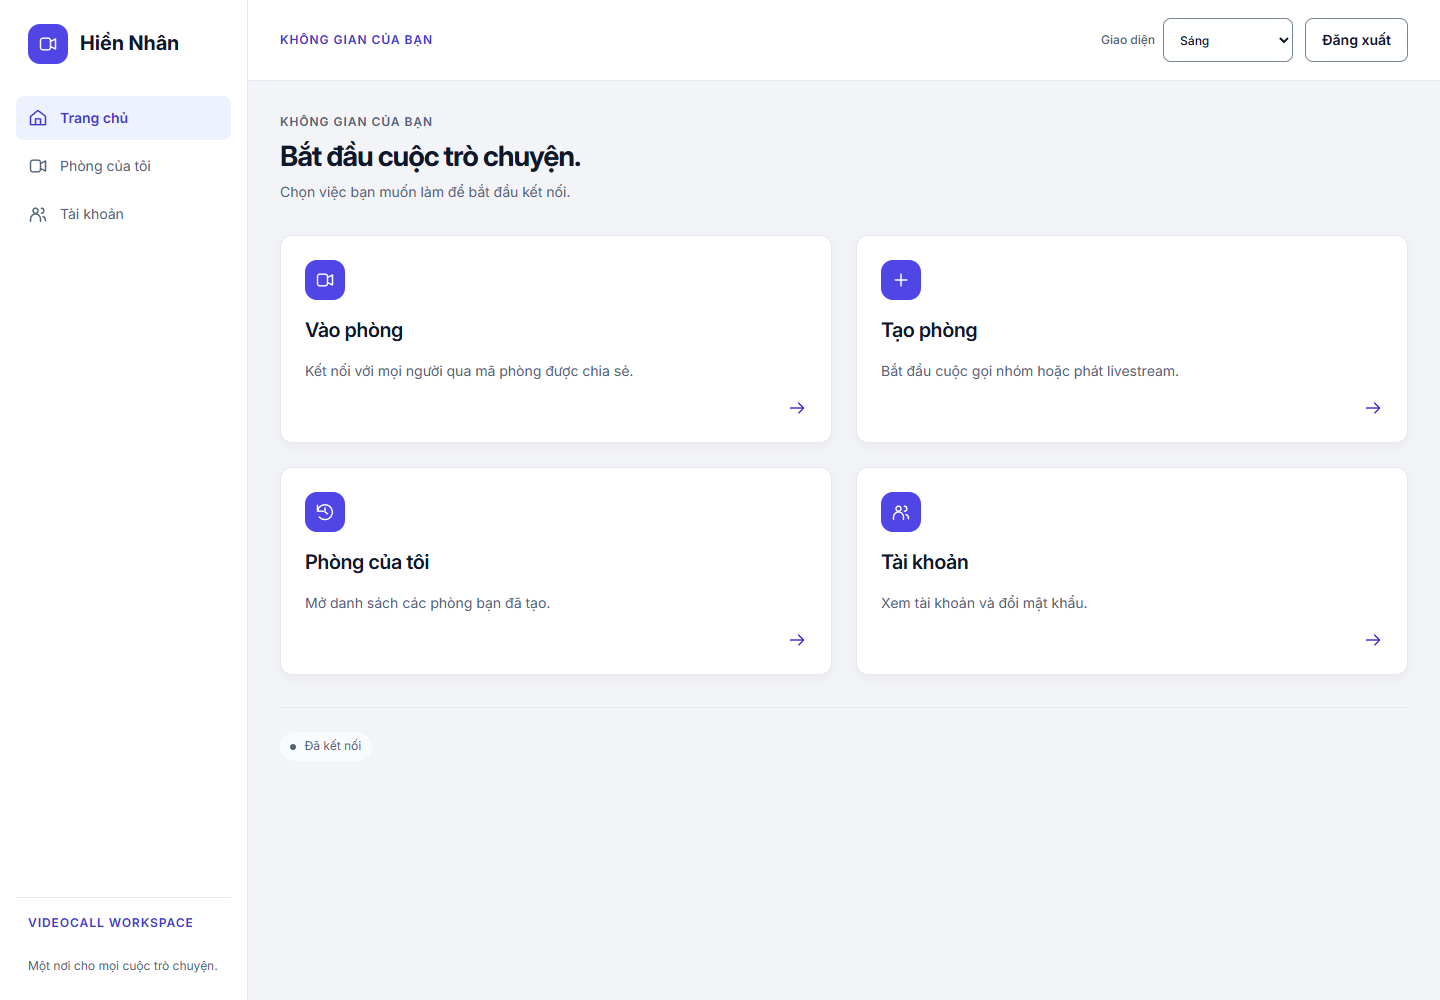 Hiền Nhân
Trang chủ
Phòng của tôi
Tài khoản
VIDEOCALL WORKSPACE
Một nơi cho mọi cuộc trò chuyện.
KHÔNG GIAN CỦA BẠN
Giao diện
Sáng
Đăng xuất
KHÔNG GIAN CỦA BẠN
Bắt đầu cuộc trò chuyện.
Chọn việc bạn muốn làm để bắt đầu kết nối.
Vào phòng
Kết nối với mọi người qua mã phòng được chia sẻ.
Tạo phòng
Bắt đầu cuộc gọi nhóm hoặc phát livestream.
Phòng của tôi
Mở danh sách các phòng bạn đã tạo.
Tài khoản
Xem tài khoản và đổi mật khẩu.
Đã kết nối